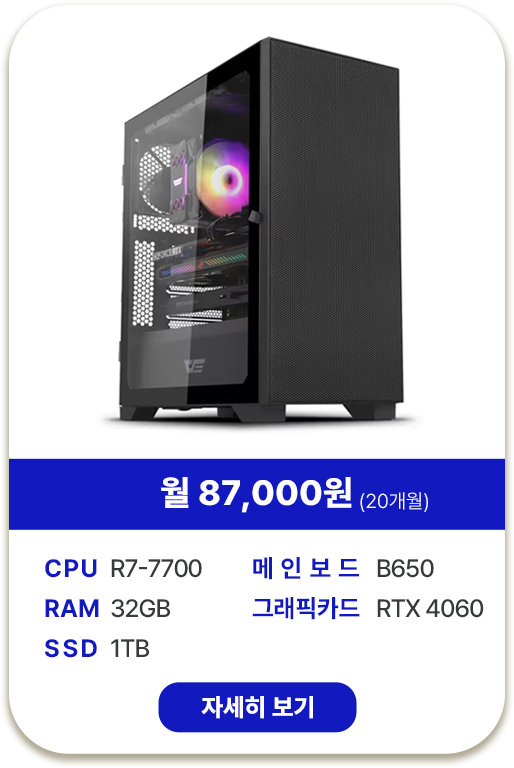 월 87,000원 (20개월)
CPU R7-7700 메인보드 B650
RAM 32GB 그래픽카드 RTX 4060
SSD 1TB
자세히 보기